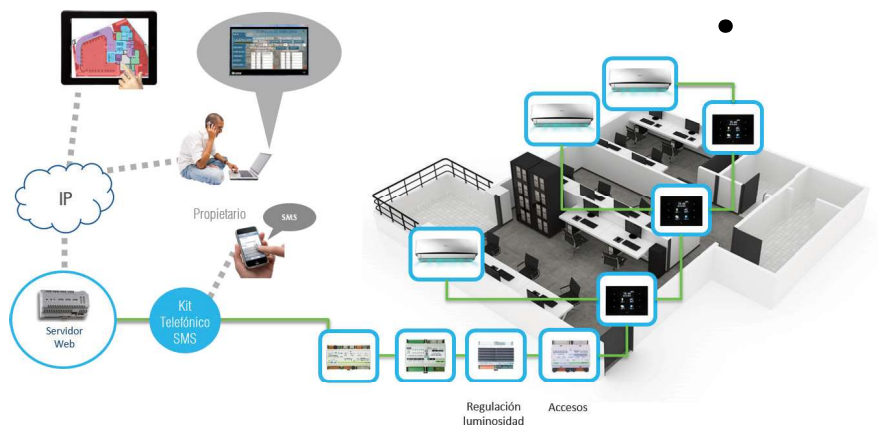 IP
Propietario
SMS
Servidor
Web
Kit
Telefónico
SMS
Regulación
luminosidad
Accesos